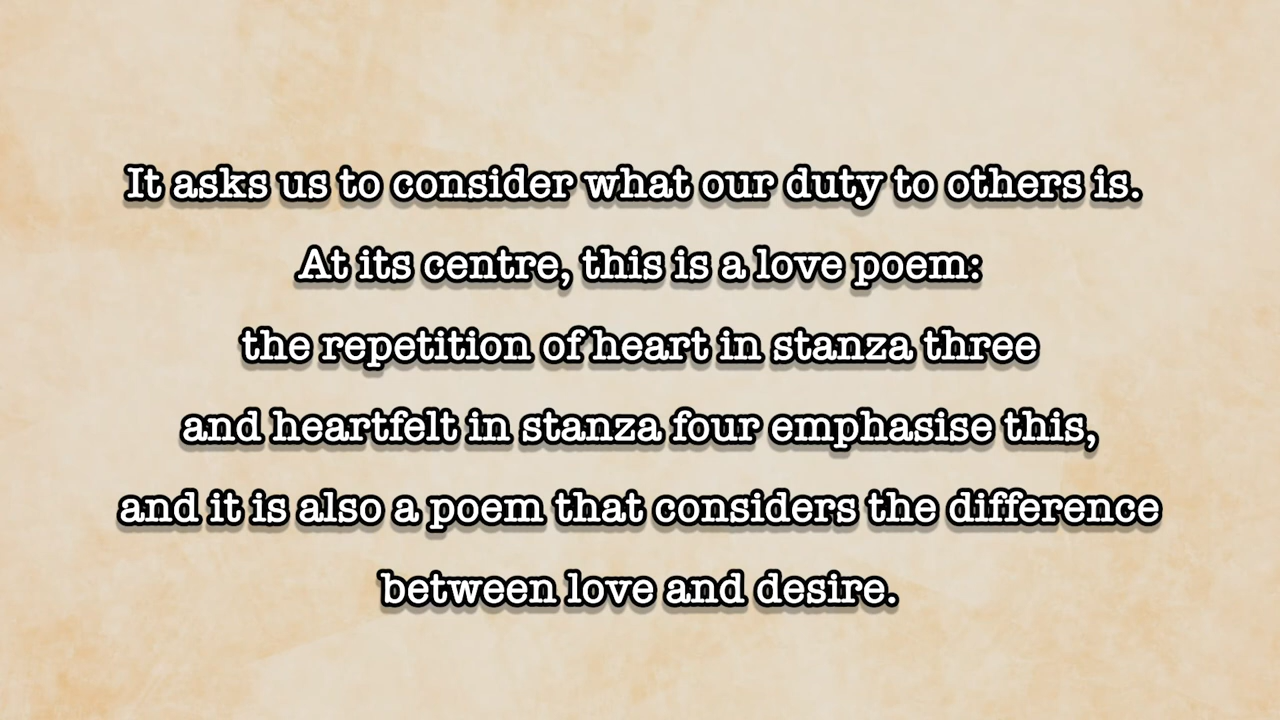 It asks us to consider what our duty to others is.
At its centre, this is a love poem:
the repetition of heart in stanza three
and heartfelt in stanza four emphasise this,
and it is also a poem that considers the difference
between love and desire.